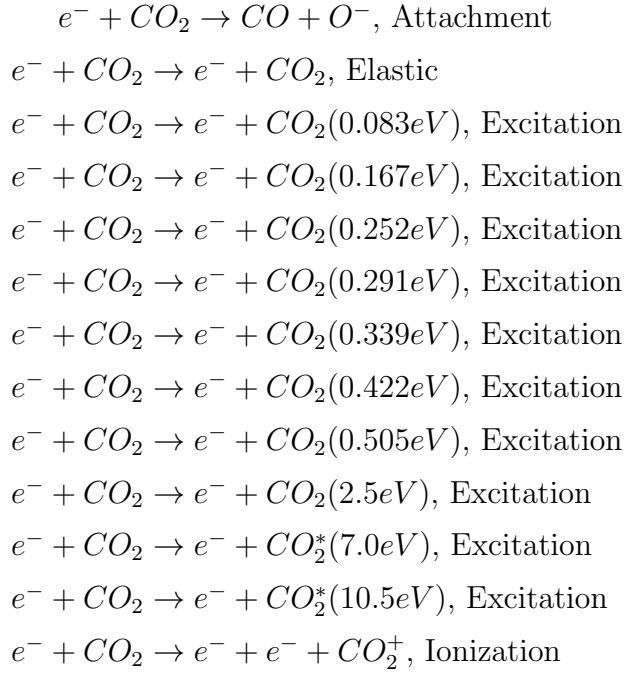 e⁻ + CO₂ → CO + O⁻, Attachment
e⁻ + CO₂ → e⁻ + CO₂, Elastic
e⁻ + CO₂ → e⁻ + CO₂(0.083eV), Excitation
e⁻ + CO₂ → e⁻ + CO₂(0.167eV), Excitation
e⁻ + CO₂ → e⁻ + CO₂(0.252eV), Excitation
e⁻ + CO₂ → e⁻ + CO₂(0.291eV), Excitation
e⁻ + CO₂ → e⁻ + CO₂(0.339eV), Excitation
e⁻ + CO₂ → e⁻ + CO₂(0.422eV), Excitation
e⁻ + CO₂ → e⁻ + CO₂(0.505eV), Excitation
e⁻ + CO₂ → e⁻ + CO₂(2.5eV), Excitation
e⁻ + CO₂ → e⁻ + CO₂*(7.0eV), Excitation
e⁻ + CO₂ → e⁻ + CO₂*(10.5eV), Excitation
e⁻ + CO₂ → e⁻ + e⁻ + CO₂⁺, Ionization